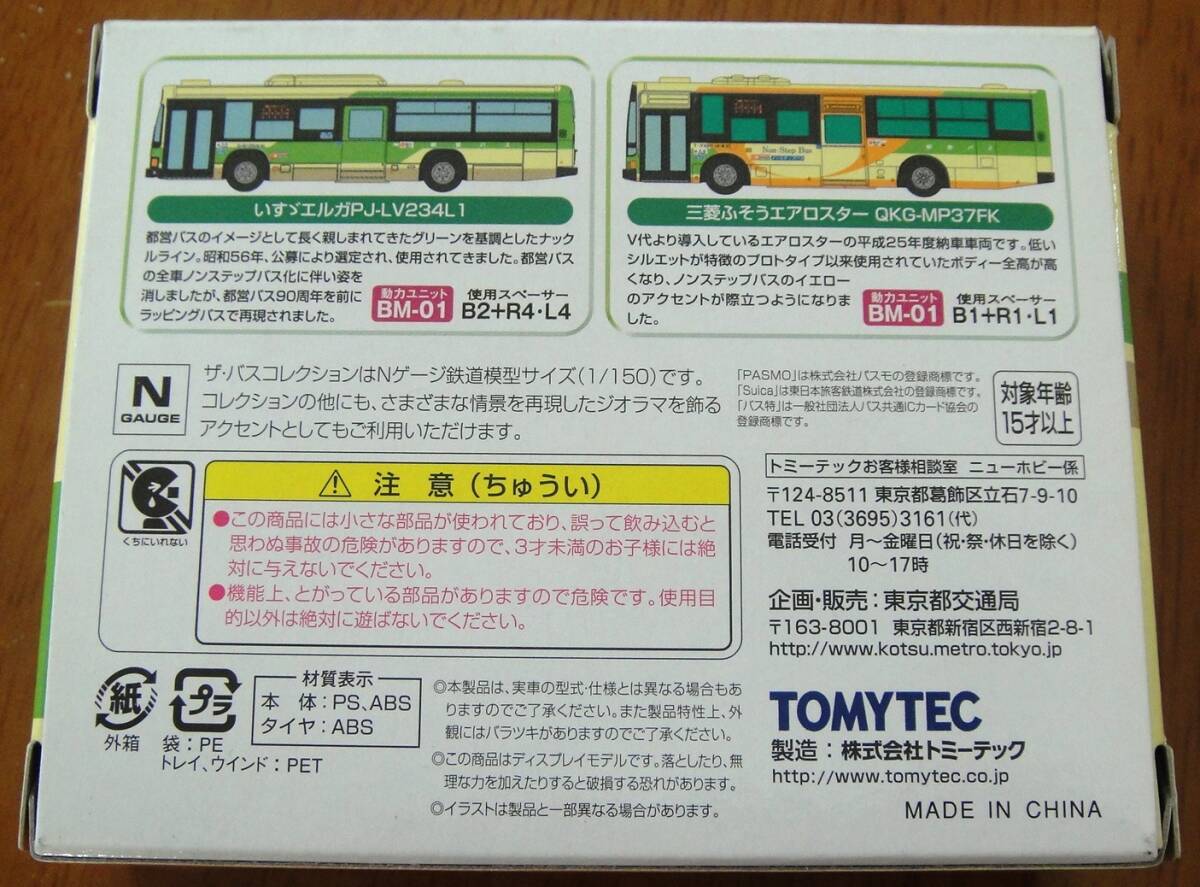 Non-Step Bus
いすゞエルガPJ-LV234L1
都営バスのイメージとして長く親しまれてきたグリーンを基調としたナック
ルライン。昭和56年、公募により選定され、使用されてきました。都営バス
の全車ノンステップバス化に伴い姿を
消しましたが、都営バス90周年を前に
ラッピングバスで再現されました。
動力ユニット
BM-01
使用スペーサー
B2+R4・L4
三菱ふそうエアロスター QKG-MP37FK
V代より導入しているエアロスターの平成25年度納車車両です。低い
シルエットが特徴のプロトタイプ以来使用されていたボディー全高が高
くなり、ノンステップバスのイエロー
のアクセントが際立つようになりま
した。
動力ユニット
BM-01
使用スペーサー
B1+R1・L1
N
GAUGE
ザ・バスコレクションはNゲージ鉄道模型サイズ(1/150)です。
コレクションの他にも、さまざまな情景を再現したジオラマを飾る
アクセントとしてもご利用いただけます。
「PASMO」は株式会社パスモの登録商標です。
「Suica」は東日本旅客鉄道株式会社の登録商標です。
「バス特」は一般社団法人バス共通ICカード協会の
登録商標です。
対象年齢
15才以上
くちにいれない
注 意(ちゅうい)
●この商品には小さな部品が使われており、誤って飲み込むと
思わぬ事故の危険がありますので、3才未満のお子様には絶
対に与えないでください。
●機能上、とがっている部品がありますので危険です。使用目
的以外は絶対に遊ばないでください。
トミーテックお客様相談室 ニューホビー係
〒124-8511 東京都葛飾区立石7-9-10
TEL 03(3695)3161(代)
電話受付 月～金曜日(祝・祭・休日を除く)
10～17時
企画・販売：東京都交通局
〒163-8001 東京都新宿区西新宿2-8-1
http://www.kotsu.metro.tokyo.jp
紙
外箱
プラ
袋：PE
トレイ、ウインド：PET
材質表示
本 体：PS、ABS
タイヤ：ABS
◎本製品は、実車の型式・仕様とは異なる場合もあ
りますのでご了承ください。また製品特性上、外
観にはバラツキがありますのでご了承ください。
◎この商品はディスプレイモデルです。落としたり、無
理な力を加えたりすると破損する恐れがあります。
◎イラストは製品と一部異なる場合があります。
TOMYTEC
製造：株式会社トミーテック
http://www.tomytec.co.jp
MADE IN CHINA